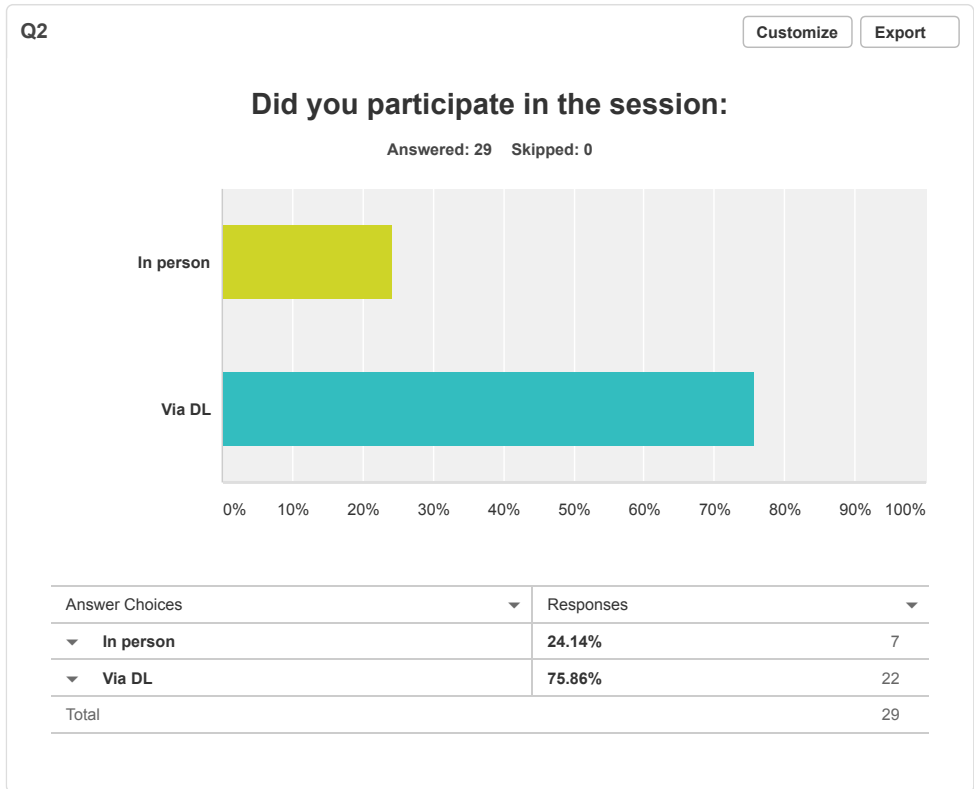 Q2
Customize Export
Did you participate in the session:
Answered: 29 Skipped: 0
In person
Via DL
0% 10% 20% 30% 40% 50% 60% 70% 80% 90% 100%
Answer Choices Responses
In person 24.14% 7
Via DL 75.86% 22
Total 29